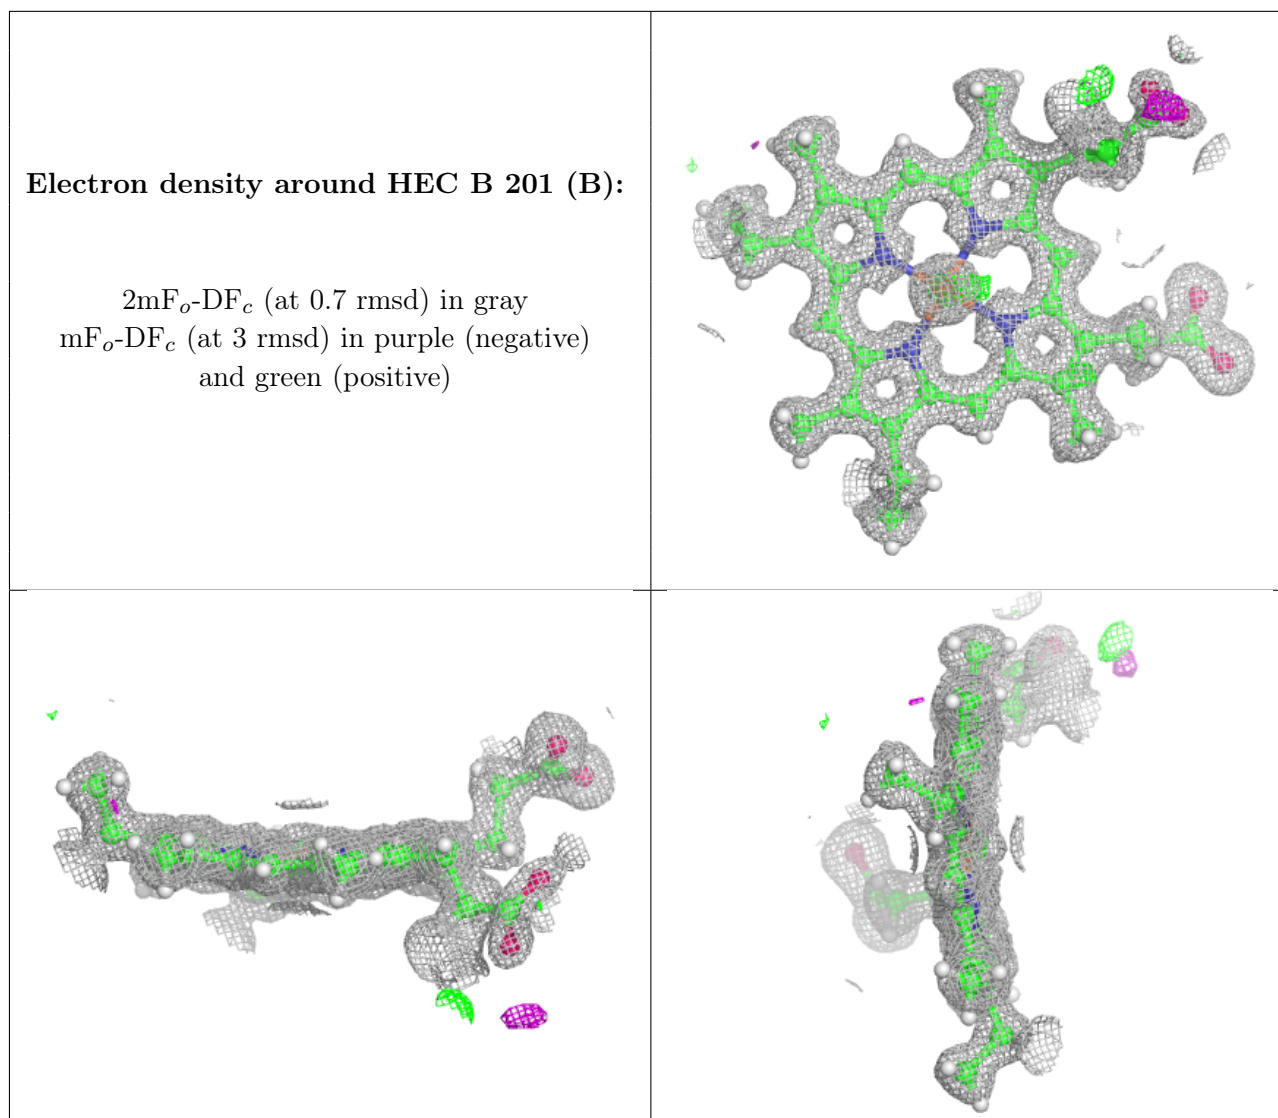 Electron density around HEC B 201 (B):
2mFₒ-DF𝒸 (at 0.7 rmsd) in gray
mFₒ-DF𝒸 (at 3 rmsd) in purple (negative)
and green (positive)